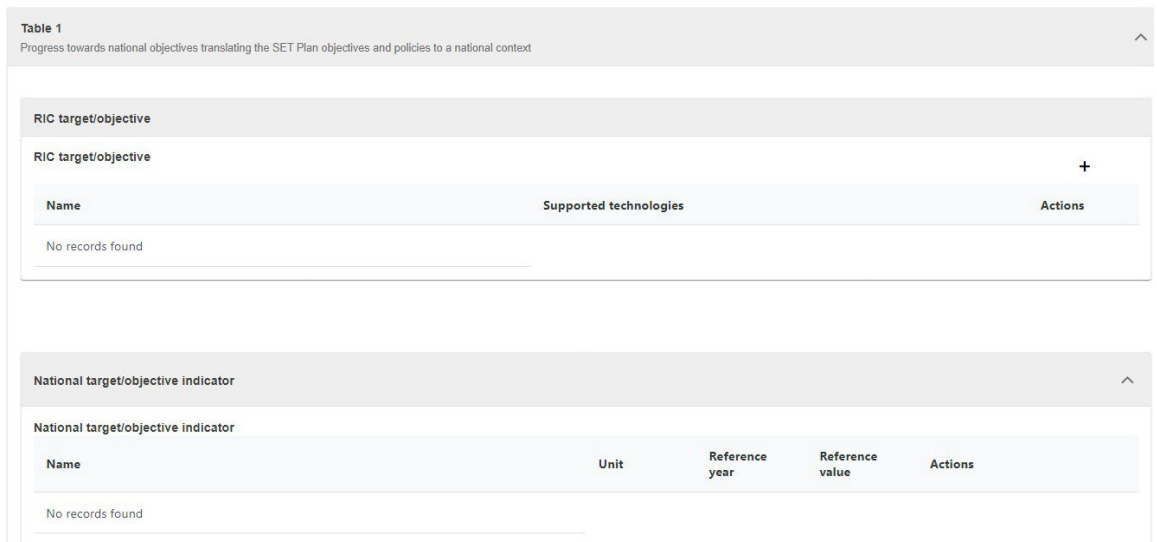 Table 1
Progress towards national objectives translating the SET Plan objectives and policies to a national context
RIC target/objective
RIC target/objective
+
Name Supported technologies Actions
No records found
National target/objective indicator
National target/objective indicator
Name Unit Reference year Reference value Actions
No records found